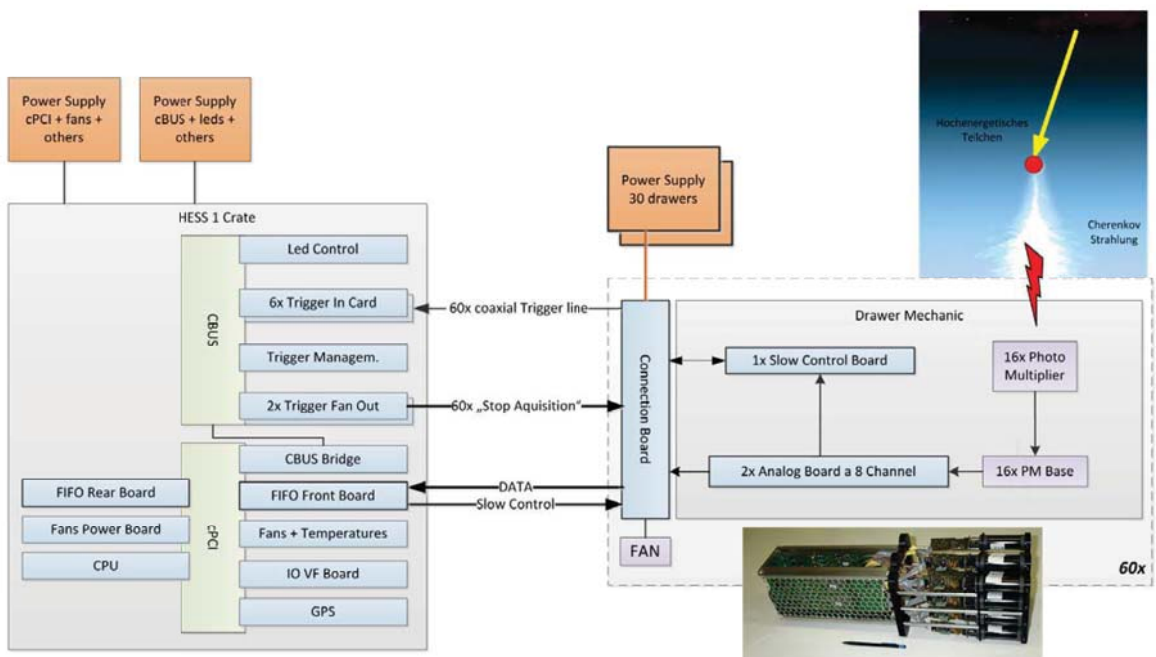 Power Supply
cPCI + fans +
others
Power Supply
cBUS + leds +
others
HESS 1 Crate
CBUS
Led Control
6x Trigger In Card
Trigger Managem.
2x Trigger Fan Out
cPCI
CBUS Bridge
FIFO Front Board
Fans + Temperatures
IO VF Board
GPS
FIFO Rear Board
Fans Power Board
CPU
60x coaxial Trigger line
60x „Stop Aquisition“
DATA
Slow Control
Power Supply
30 drawers
Connection Board
FAN
Drawer Mechanic
1x Slow Control Board
16x Photo
Multiplier
2x Analog Board a 8 Channel
16x PM Base
60x
Hochenergetisches
Teilchen
Cherenkov
Strahlung